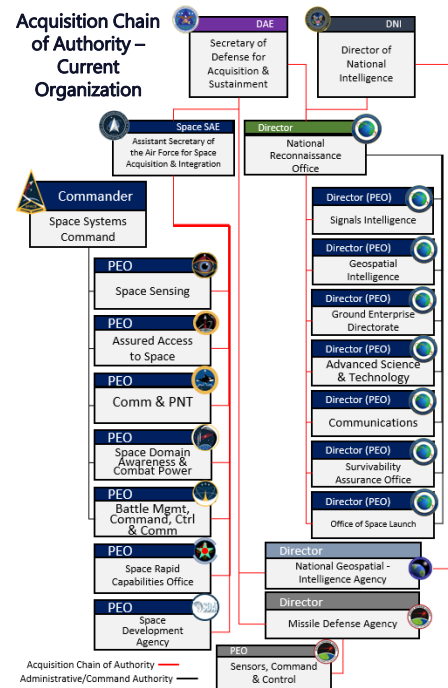 Acquisition Chain
of Authority –
Current
Organization
DAE
Secretary of
Defense for
Acquisition &
Sustainment
DNI
Director of
National
Intelligence
Space SAE
Assistant Secretary of
the Air Force for Space
Acquisition & Integration
Director
National
Reconnaissance
Office
Commander
Space Systems
Command
PEO
Space Sensing
PEO
Assured Access
to Space
PEO
Comm & PNT
PEO
Space Domain
Awareness &
Combat Power
PEO
Battle Mgmt,
Command, Ctrl
& Comm
PEO
Space Rapid
Capabilities Office
PEO
Space
Development
Agency
Director (PEO)
Signals Intelligence
Director (PEO)
Geospatial
Intelligence
Director (PEO)
Ground Enterprise
Directorate
Director (PEO)
Advanced Science
& Technology
Director (PEO)
Communications
Director (PEO)
Survivability
Assurance Office
Director (PEO)
Office of Space Launch
Director
National Geospatial -
Intelligence Agency
Director
Missile Defense Agency
PEO
Sensors, Command
& Control
Acquisition Chain of Authority
Administrative/Command Authority